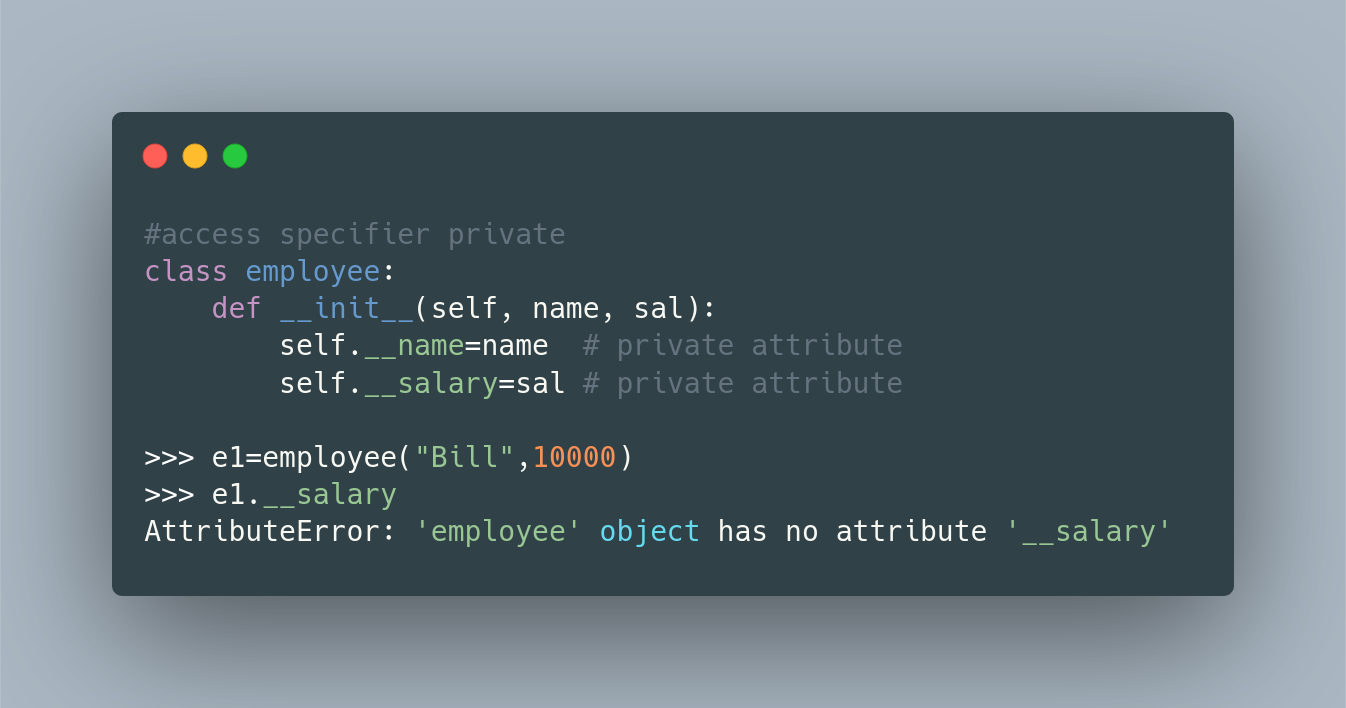 #access specifier private
class employee:
    def __init__(self, name, sal):
        self.__name=name  # private attribute
        self.__salary=sal # private attribute

>>> e1=employee("Bill",10000)
>>> e1.__salary
AttributeError: 'employee' object has no attribute '__salary'